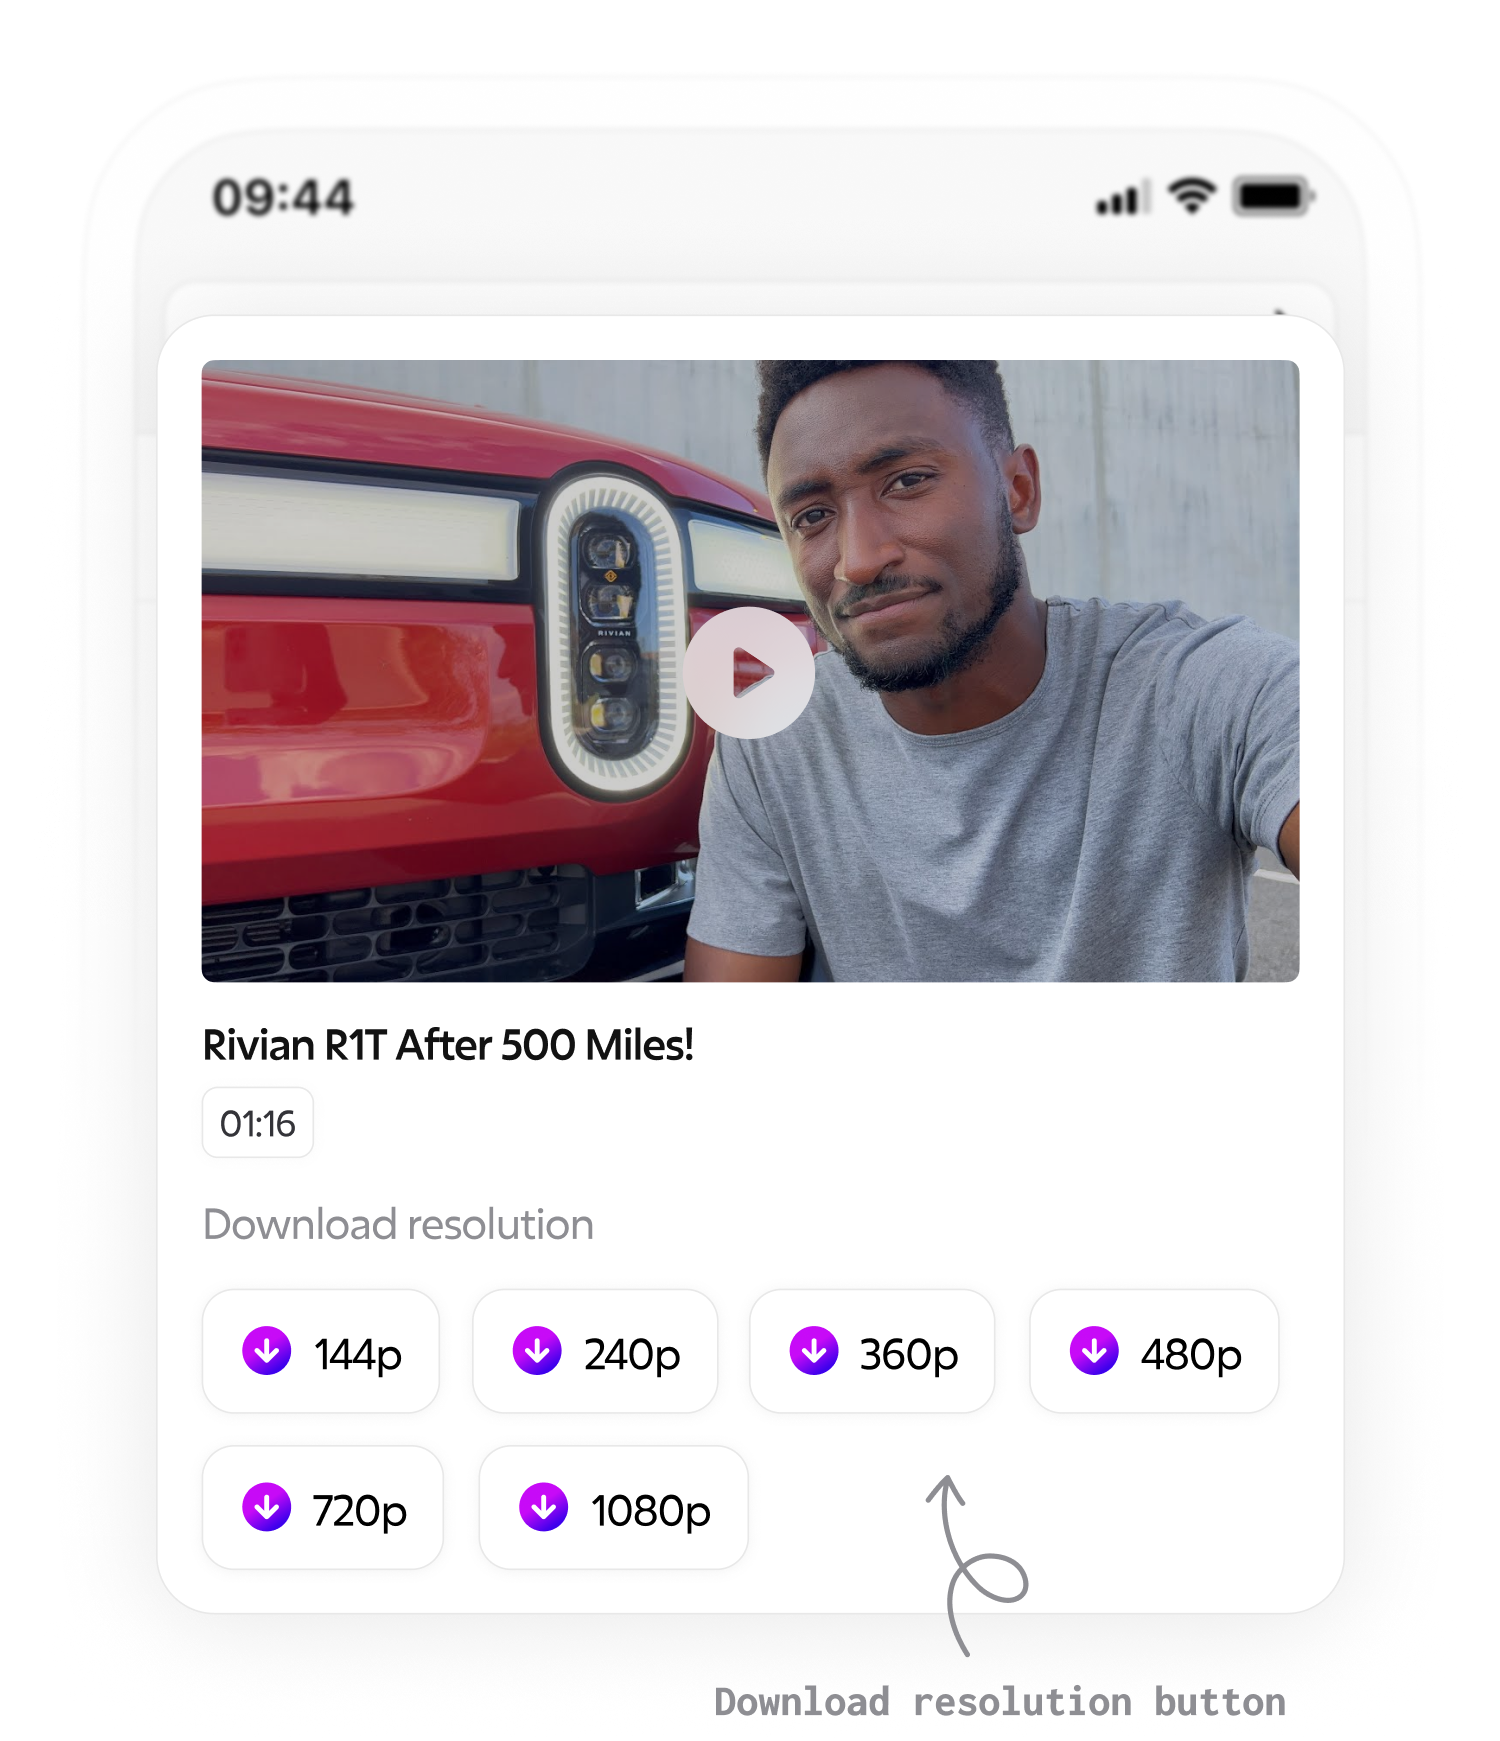 09:44
RIVIAN
Rivian R1T After 500 Miles!
01:16
Download resolution
144p 240p 360p 480p
720p 1080p
Download resolution button